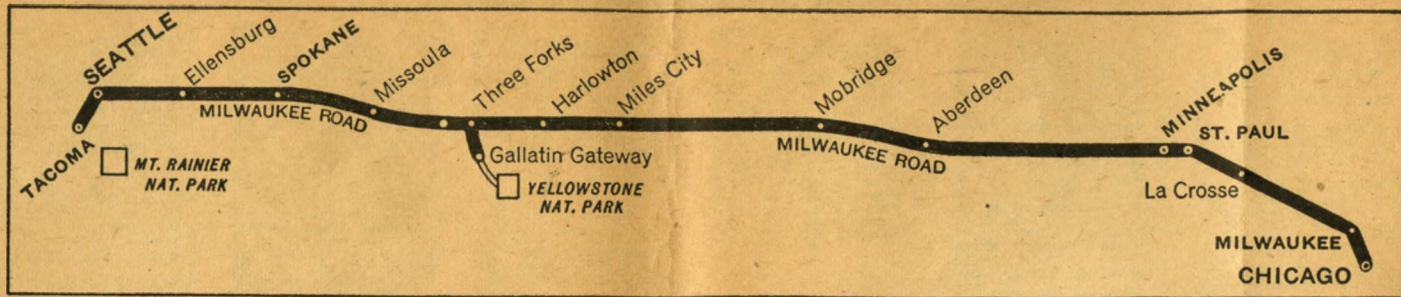 SEATTLE
Ellensburg
SPOKANE
Missoula
Three Forks
Harlowton
Miles City
Mobridge
Aberdeen
MINNEAPOLIS
ST. PAUL
MILWAUKEE ROAD
MILWAUKEE ROAD
TACOMA
MT. RAINIER
NAT. PARK
Gallatin Gateway
YELLOWSTONE
NAT. PARK
La Crosse
MILWAUKEE
CHICAGO